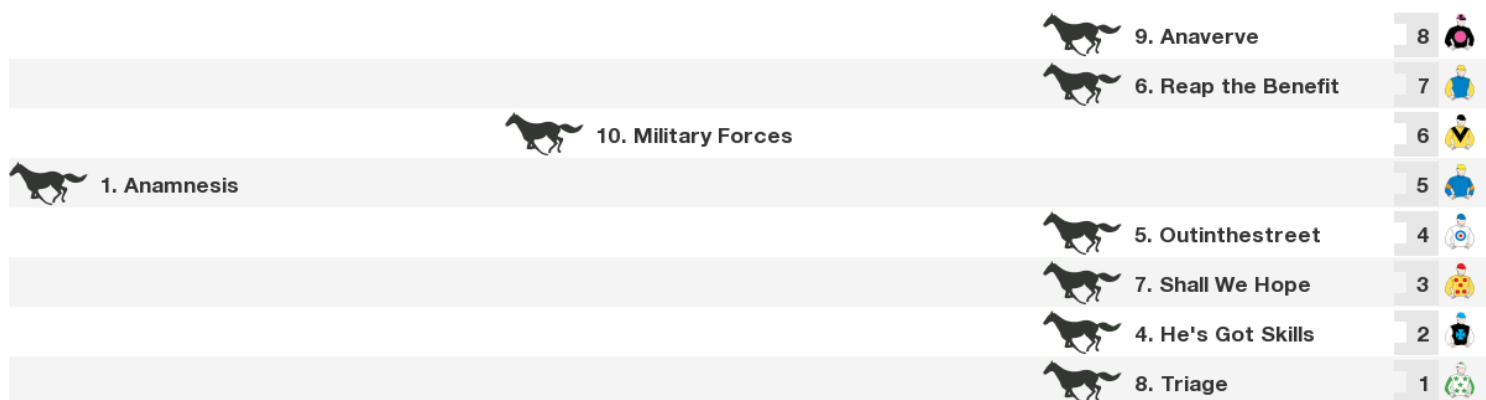 9. Anaverve 8
6. Reap the Benefit 7
10. Military Forces 6
1. Anamnesis 5
5. Outinthestreet 4
7. Shall We Hope 3
4. He's Got Skills 2
8. Triage 1